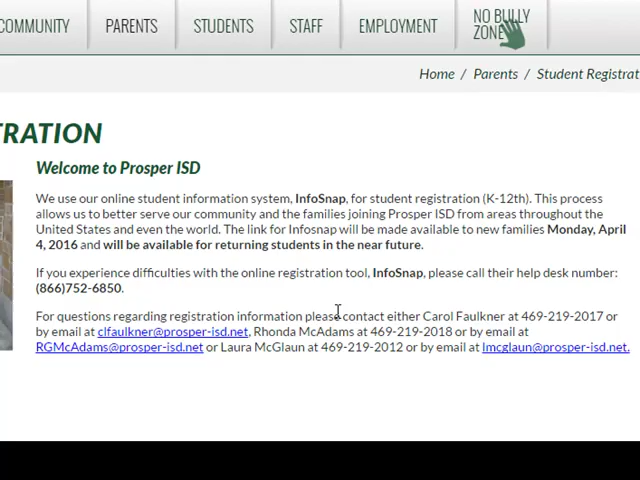 COMMUNITY PARENTS STUDENTS STAFF EMPLOYMENT NO BULLY
ZONE
Home / Parents / Student Registrat
TRATION
Welcome to Prosper ISD
We use our online student information system, InfoSnap, for student registration (K-12th). This process
allows us to better serve our community and the families joining Prosper ISD from areas throughout the
United States and even the world. The link for Infosnap will be made available to new families Monday, April
4, 2016 and will be available for returning students in the near future.
If you experience difficulties with the online registration tool, InfoSnap, please call their help desk number:
(866)752-6850.
For questions regarding registration information please contact either Carol Faulkner at 469-219-2017 or
by email at clfaulkner@prosper-isd.net, Rhonda McAdams at 469-219-2018 or by email at
RGMcAdams@prosper-isd.net or Laura McGlaun at 469-219-2012 or by email at lmcglaun@prosper-isd.net.